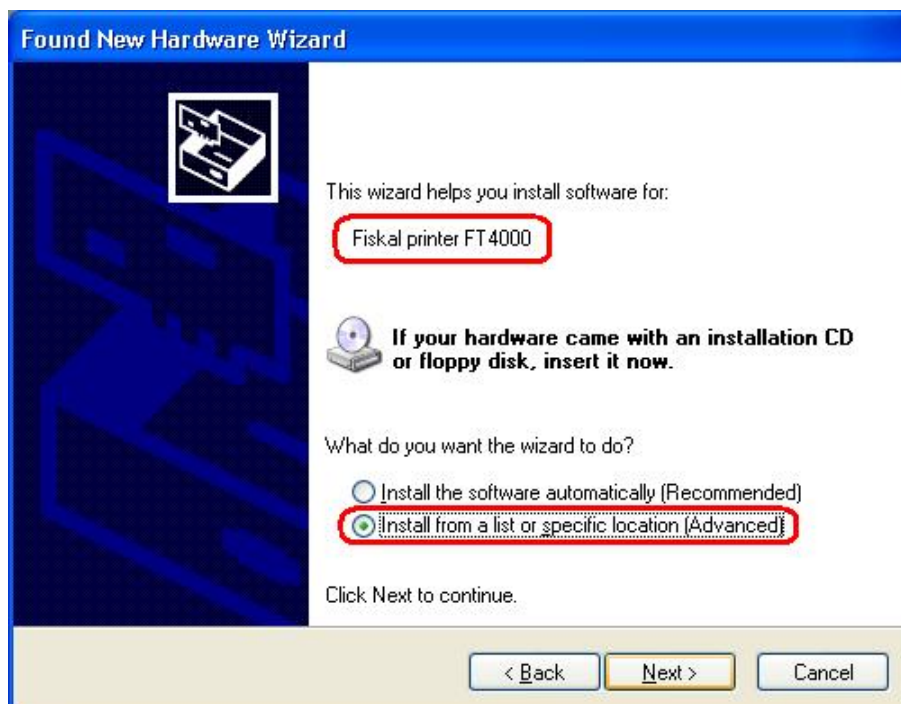 Found New Hardware Wizard
This wizard helps you install software for:
Fiskal printer FT4000
If your hardware came with an installation CD
or floppy disk, insert it now.
What do you want the wizard to do?
Install the software automatically (Recommended)
Install from a list or specific location (Advanced)
Click Next to continue.
< Back
Next >
Cancel